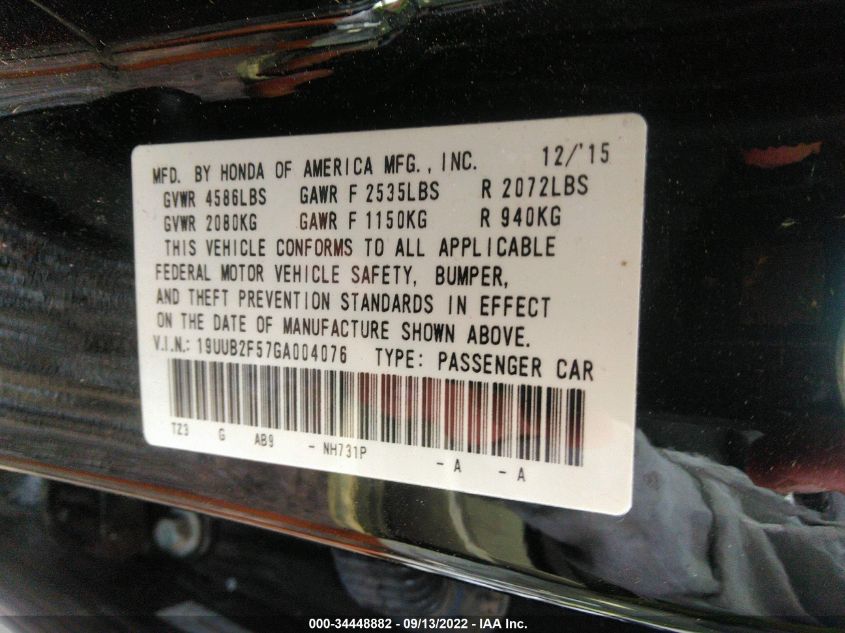 MFD. BY HONDA OF AMERICA MFG., INC. 12/'15
GVWR 4586LBS GAWR F 2535LBS R 2072LBS
GVWR 2080KG GAWR F 1150KG R 940KG
THIS VEHICLE CONFORMS TO ALL APPLICABLE
FEDERAL MOTOR VEHICLE SAFETY, BUMPER,
AND THEFT PREVENTION STANDARDS IN EFFECT
ON THE DATE OF MANUFACTURE SHOWN ABOVE.
V.I.N.: 19UUB2F57GA004076 TYPE: PASSENGER CAR
TZ3 G AB9 - NH731P - A - A
000-34448882 - 09/13/2022 - IAA Inc.